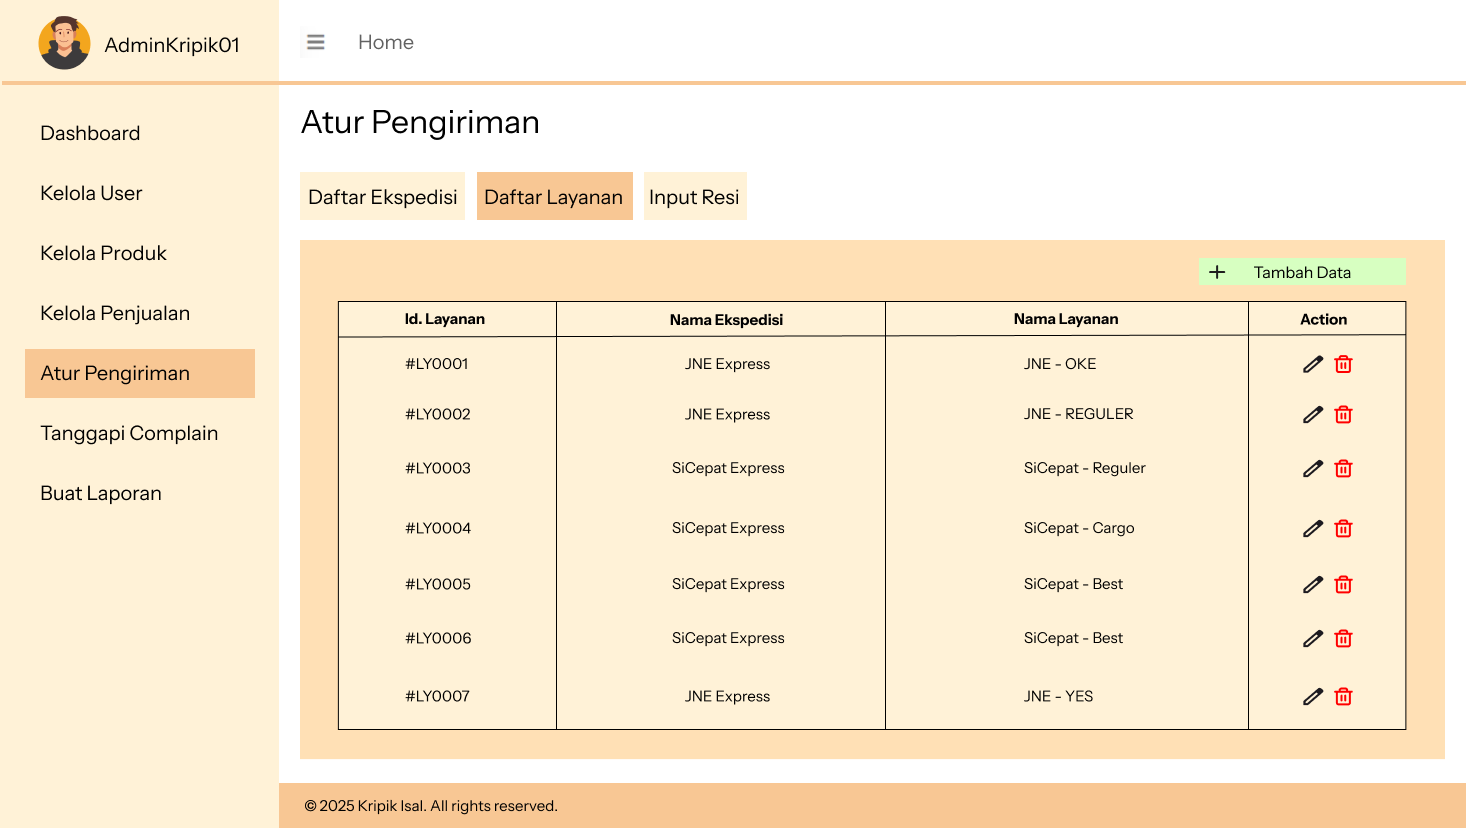 AdminKripik01
Home
Dashboard
Kelola User
Kelola Produk
Kelola Penjualan
Atur Pengiriman
Tanggapi Complain
Buat Laporan
Atur Pengiriman
Daftar Ekspedisi Daftar Layanan Input Resi
+ Tambah Data
Id. Layanan Nama Ekspedisi Nama Layanan Action
#LY0001 JNE Express JNE - OKE
#LY0002 JNE Express JNE - REGULER
#LY0003 SiCepat Express SiCepat - Reguler
#LY0004 SiCepat Express SiCepat - Cargo
#LY0005 SiCepat Express SiCepat - Best
#LY0006 SiCepat Express SiCepat - Best
#LY0007 JNE Express JNE - YES
© 2025 Kripik Isal. All rights reserved.